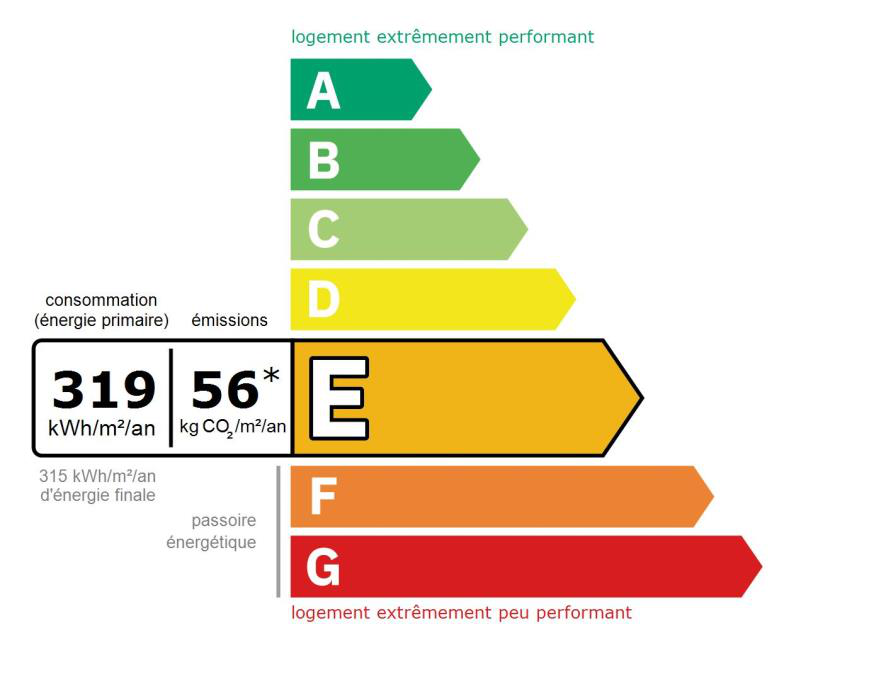 logement extrêmement performant
A
B
C
D
consommation
(énergie primaire)
émissions
319
kWh/m²/an
56*
kg CO₂/m²/an
E
315 kWh/m²/an
d'énergie finale
passoire
énergétique
F
G
logement extrêmement peu performant